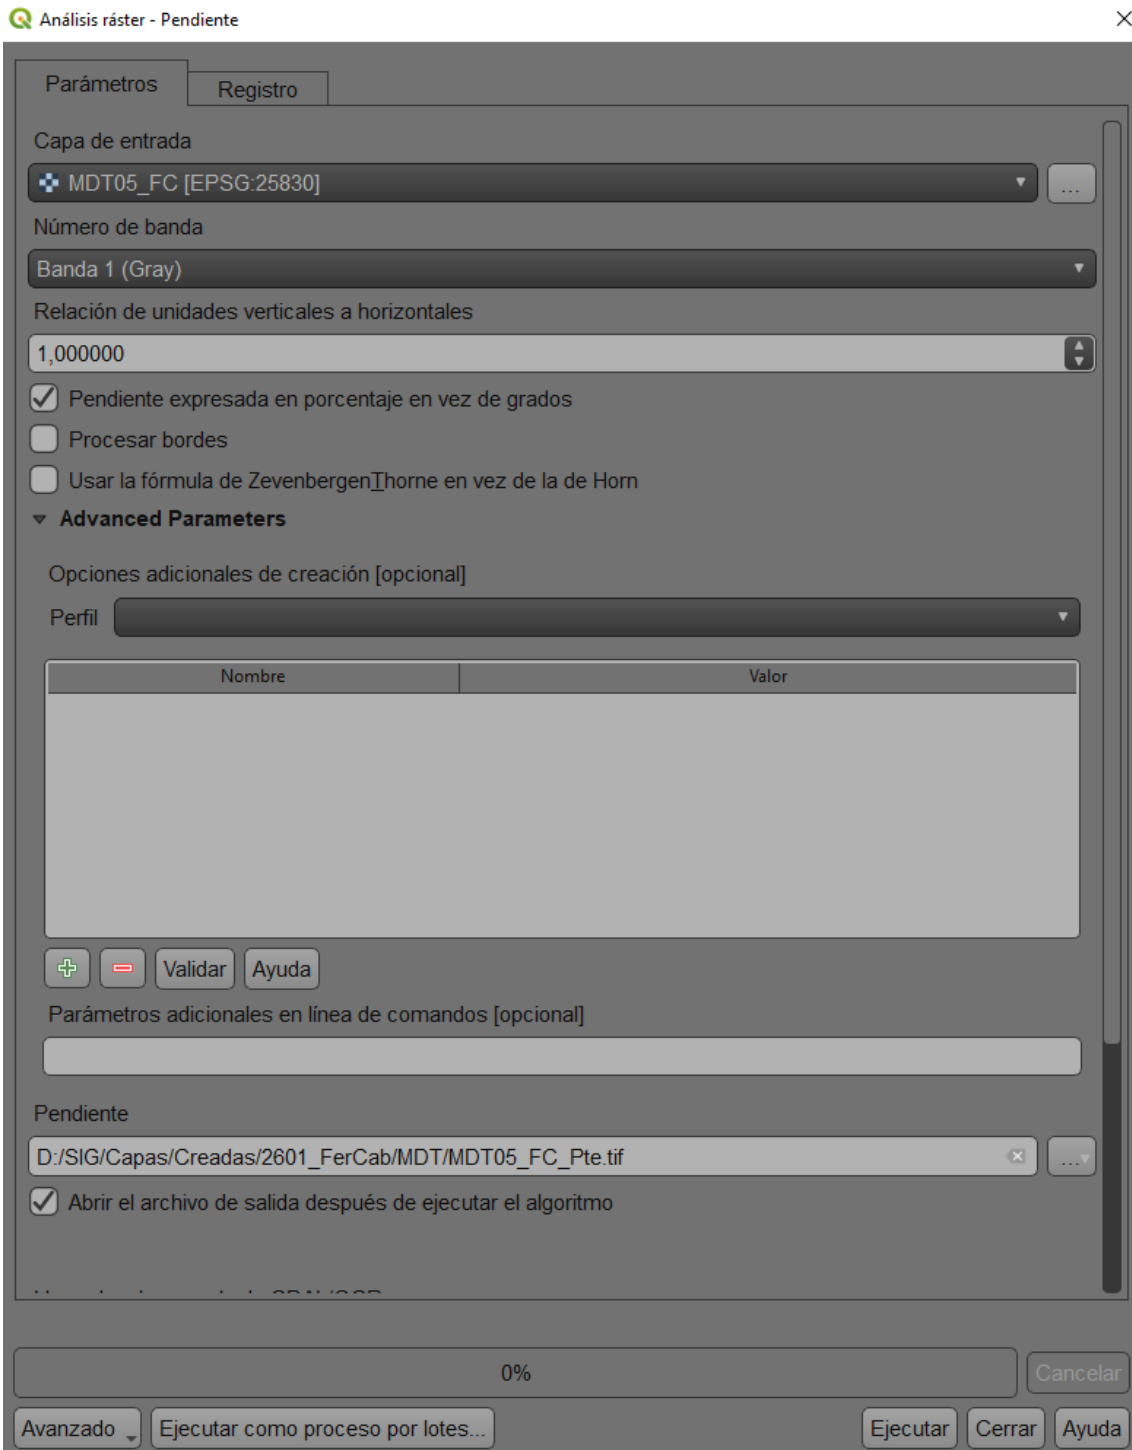 Análisis ráster - Pendiente
Parámetros
Registro
Capa de entrada
MDT05_FC [EPSG:25830]
...
Número de banda
Banda 1 (Gray)
Relación de unidades verticales a horizontales
1,000000
Pendiente expresada en porcentaje en vez de grados
Procesar bordes
Usar la fórmula de ZevenbergenThorne en vez de la de Horn
Advanced Parameters
Opciones adicionales de creación [opcional]
Perfil
Nombre Valor
Validar Ayuda
Parámetros adicionales en línea de comandos [opcional]
Pendiente
D:/SIG/Capas/Creadas/2601_FerCab/MDT/MDT05_FC_Pte.tif
...
Abrir el archivo de salida después de ejecutar el algoritmo
0%
Cancelar
Avanzado Ejecutar como proceso por lotes... Ejecutar Cerrar Ayuda